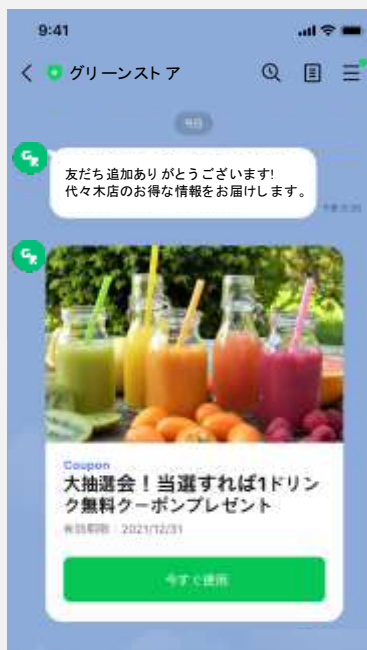 9:41
グリーンストア
今日
友だち追加ありがとうございます!
代々木店のお得な情報をお届けします。
Coupon
大抽選会！当選すれば1ドリン
ク無料クーポンプレゼント
有効期限：2021/12/31
今すぐ使用